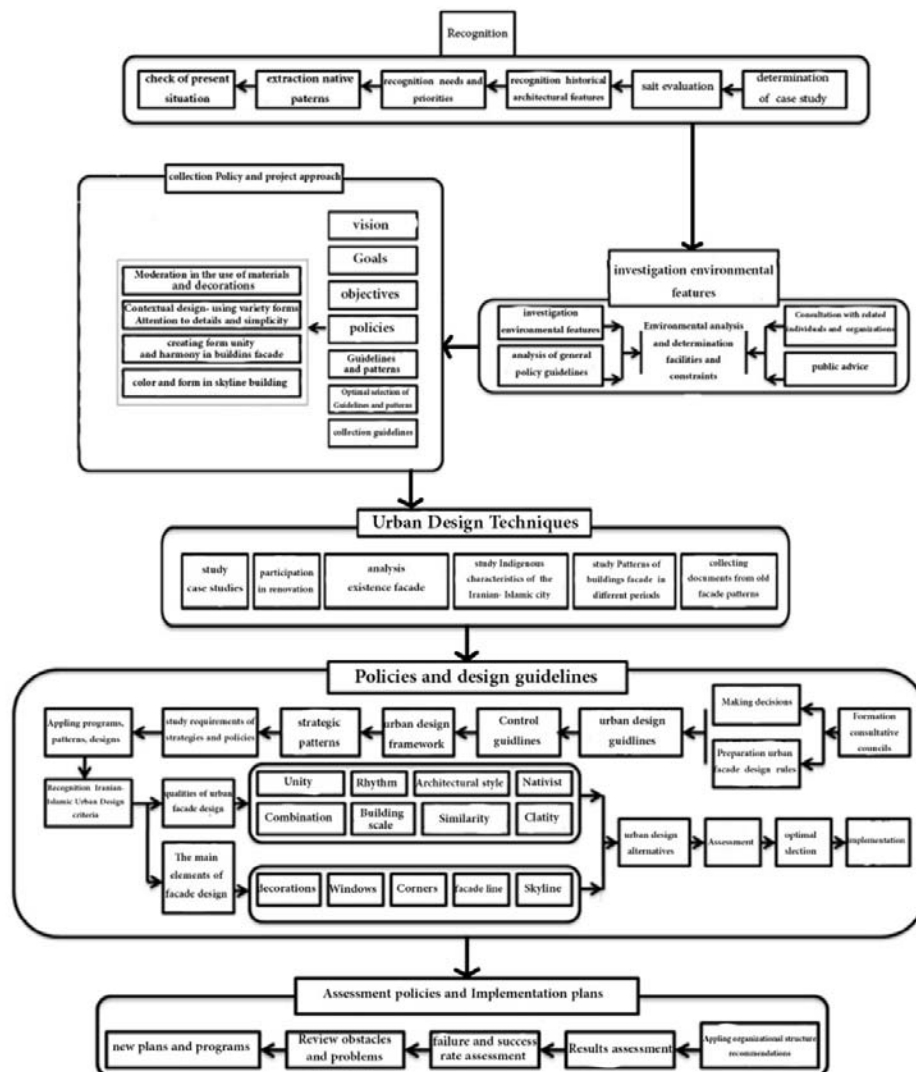 Recognition
check of present
situation
extraction native
paterns
recognition needs and
priorities
recognition historical
architectural features
sait evaluation
determination
of case study
collection Policy and project approach
vision
Goals
objectives
policies
Guidelines
and patterns
Optimal selection of
Guidelines and patterns
collection guidelines
Moderation in the use of materials
and decorations
Contextual design- using variety forms
Attention to details and simplicity
creating form unity
and harmony in buildins facade
color and form in skyline building
investigation environmental
features
investigation
environmental features
analysis of general
policy guidelines
Environmental analysis
and determination
facilities and
constraints
Consultation with related
individuals and organizations
public advice
Urban Design Techniques
study
case studies
participation
in renovation
analysis
existence facade
study Indigenous
characteristics of the
Iranian- Islamic city
study Patterns of
buildings facade in
different periods
collecting
documents from old
facade patterns
Policies and design guidelines
Appling programs,
patterns, designs
study requirements of
strategies and policies
strategic
patterns
urban design
framework
Control
guidlines
urban design
guidlines
Making decisions
Preparation urban
facade design rules
Formation
consultative
councils
Recognition Iranian-
Islamic Urban Design
criteria
qualities of urban
facade design
Unity
Rhythm
Architectural style
Nativist
Combination
Building
scale
Similarity
Clatity
The main
elements of
facade design
decorations
Windows
Corners
facade line
Skyline
urban design
alternatives
Assessment
optimal
slection
implementation
Assessment policies and Implementation plans
new plans and programs
Review obstacles
and problems
failure and success
rate assessment
Results assessment
Appling organizational structure
recommendations